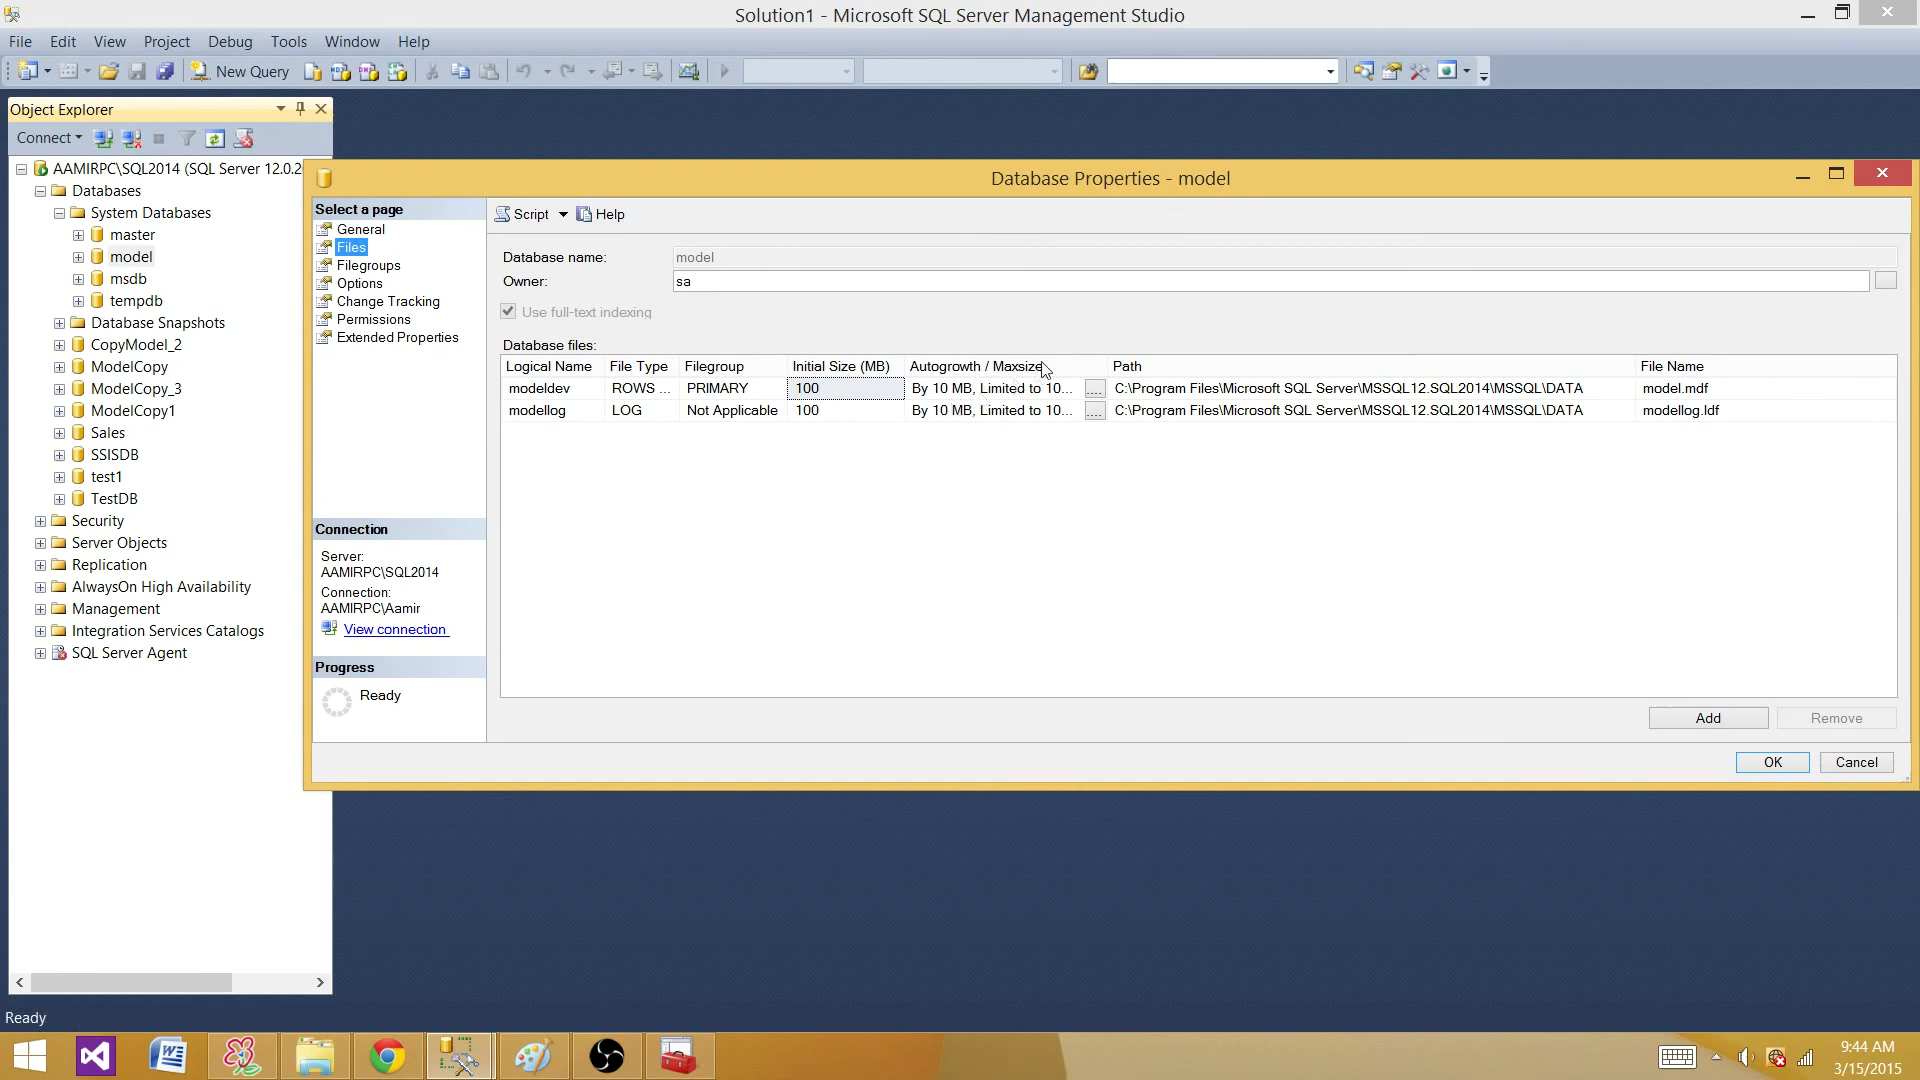 Solution1 - Microsoft SQL Server Management Studio
File Edit View Project Debug Tools Window Help
New Query
Object Explorer
Connect
AAMIRPC\SQL2014 (SQL Server 12.0.2
Databases
System Databases
master
model
msdb
tempdb
Database Snapshots
CopyModel_2
ModelCopy
CopyModel_3
ModelCopy1
Sales
SSISDB
test1
TestDB
Security
Server Objects
Replication
AlwaysOn High Availability
Management
Integration Services Catalogs
SQL Server Agent
Database Properties - model
Select a page
General
Files
Filegroups
Options
Change Tracking
Permissions
Extended Properties
Connection
Server:
AAMIRPC\SQL2014
Connection:
AAMIRPC\Aamir
View connection
Progress
Ready
Script Help
Database name: model
Owner: sa
Use full-text indexing
Database files:
Logical Name File Type Filegroup Initial Size (MB) Autogrowth / Maxsize Path File Name
modeldev ROWS ... PRIMARY 100 By 10 MB, Limited to 10... .... C:\Program Files\Microsoft SQL Server\MSSQL12.SQL2014\MSSQL\DATA model.mdf
modellog LOG Not Applicable 100 By 10 MB, Limited to 10... .... C:\Program Files\Microsoft SQL Server\MSSQL12.SQL2014\MSSQL\DATA modellog.ldf
Add Remove
OK Cancel
Ready
9:44 AM
3/15/2015